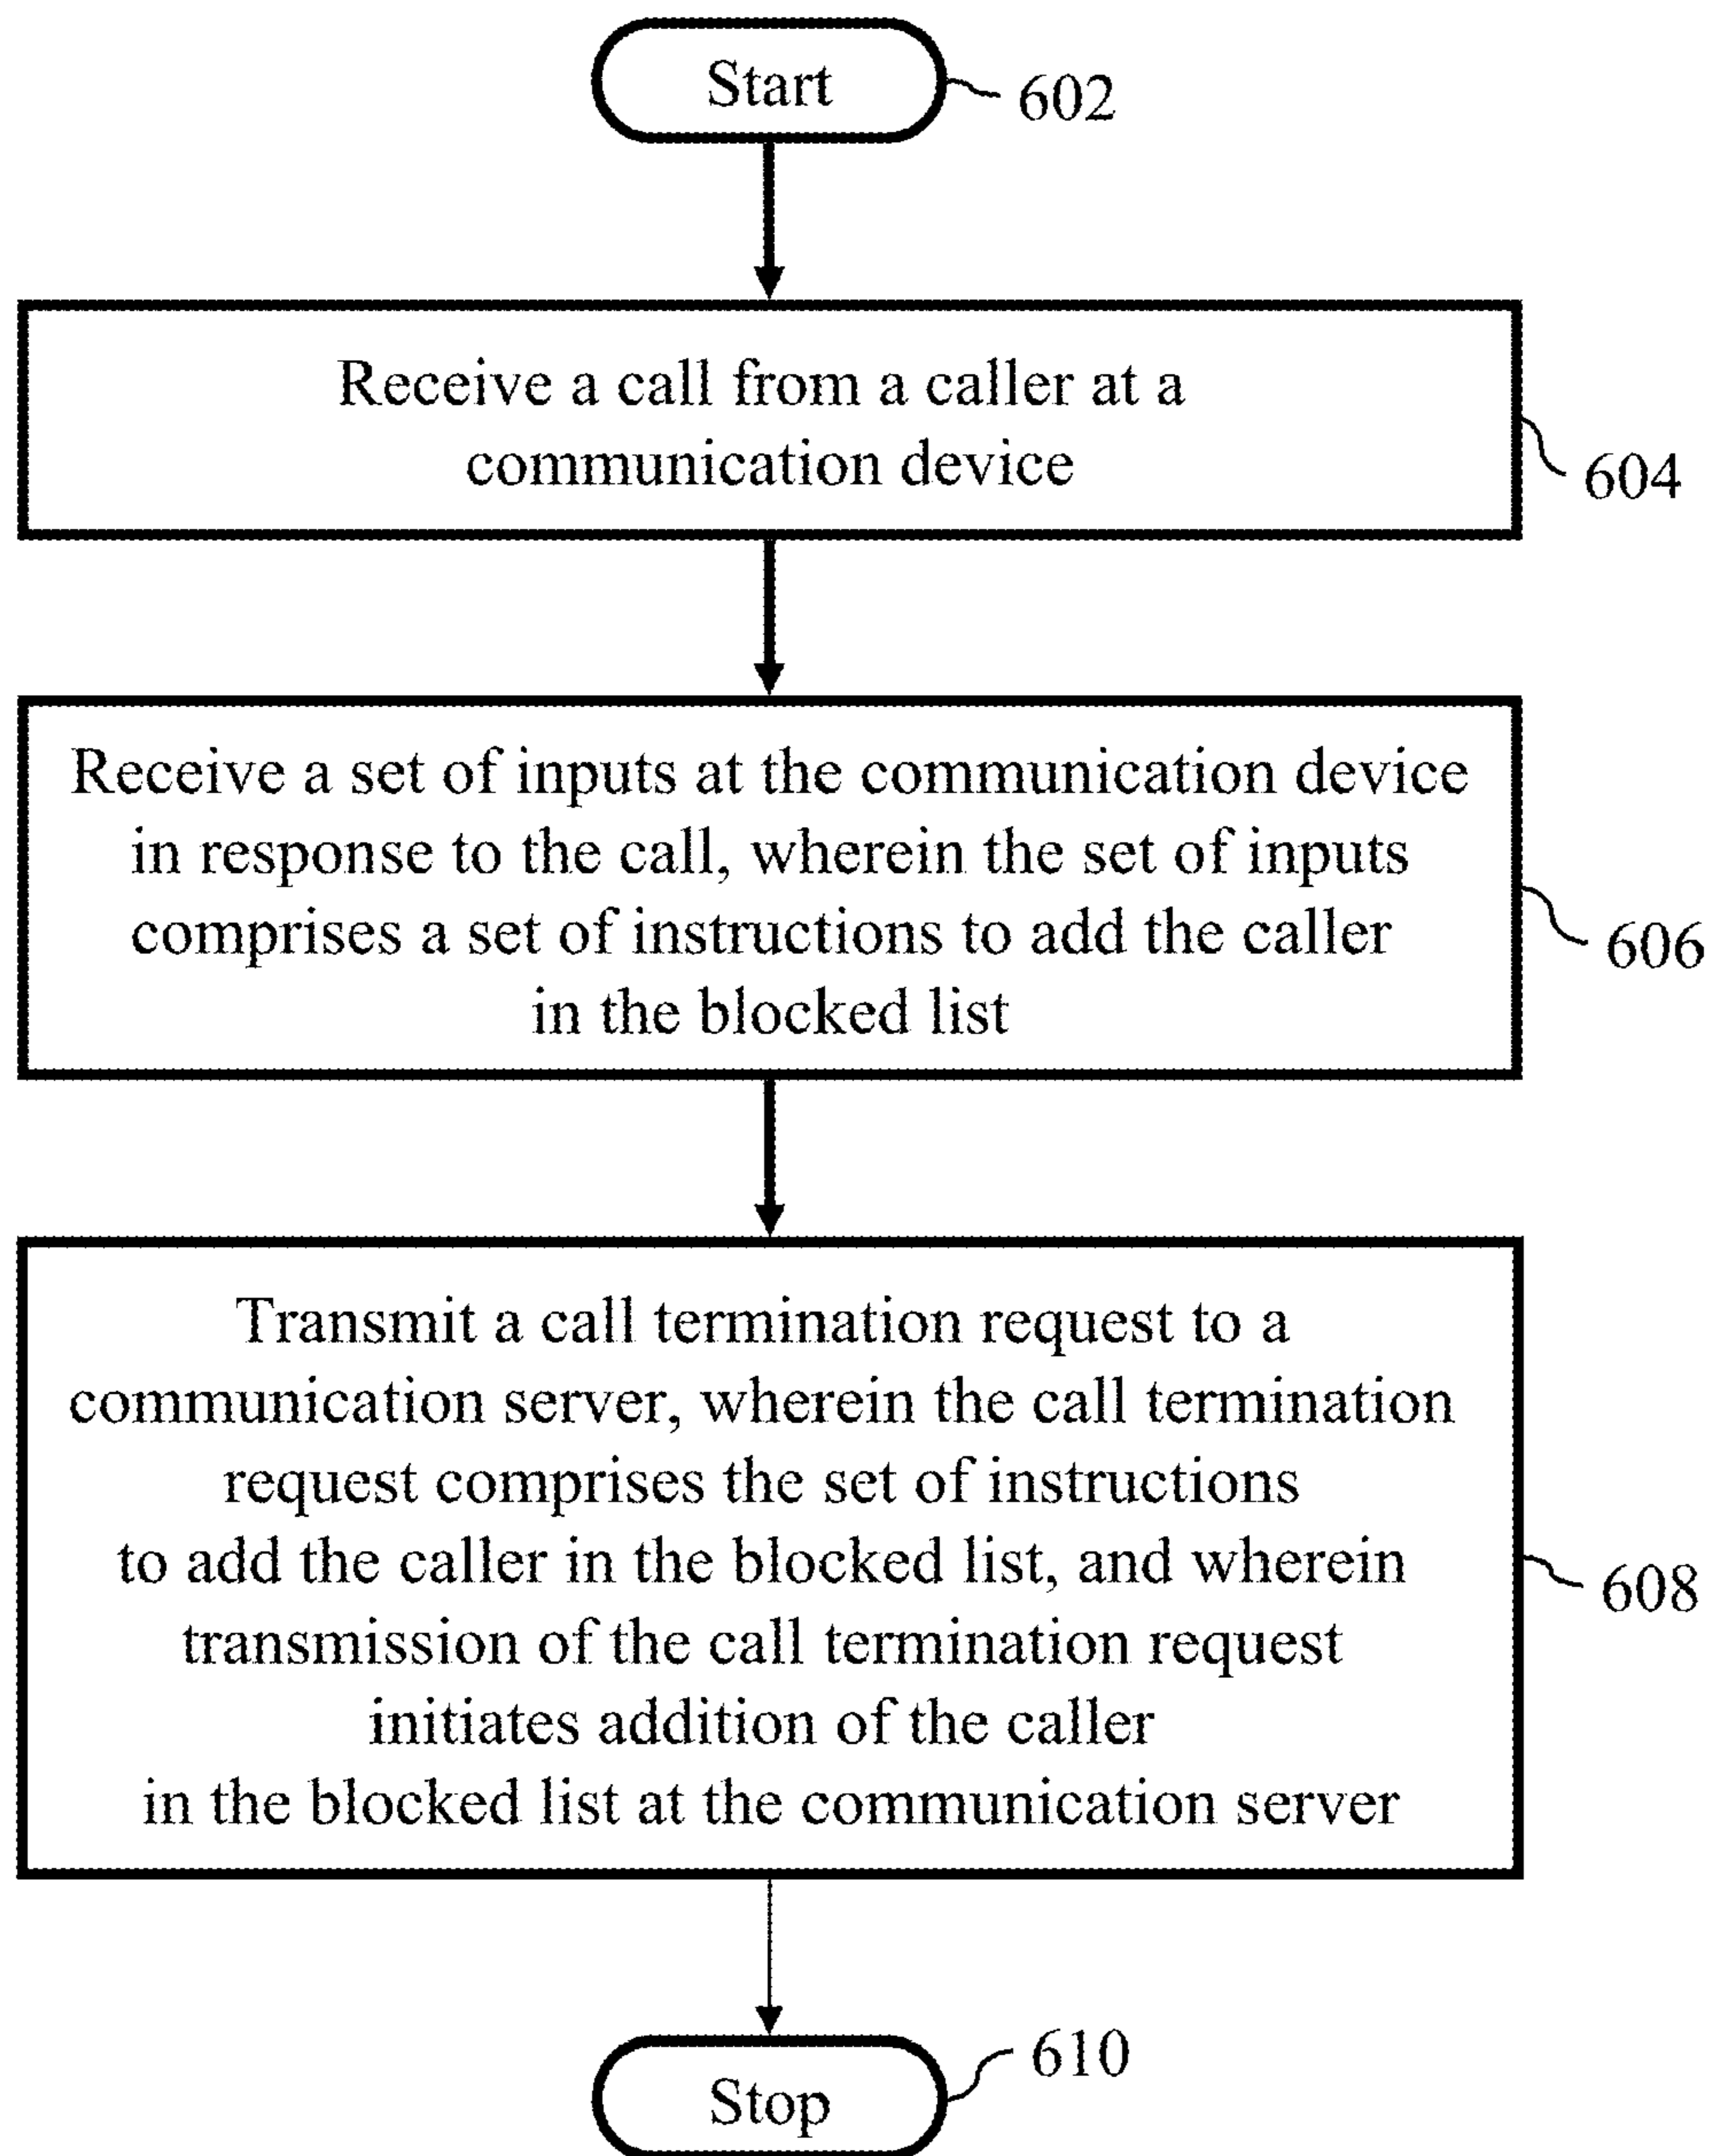 Start
602
Receive a call from a caller at a
communication device
604
Receive a set of inputs at the communication device
in response to the call, wherein the set of inputs
comprises a set of instructions to add the caller
in the blocked list
606
Transmit a call termination request to a
communication server, wherein the call termination
request comprises the set of instructions
to add the caller in the blocked list, and wherein
transmission of the call termination request
initiates addition of the caller
in the blocked list at the communication server
608
Stop
610